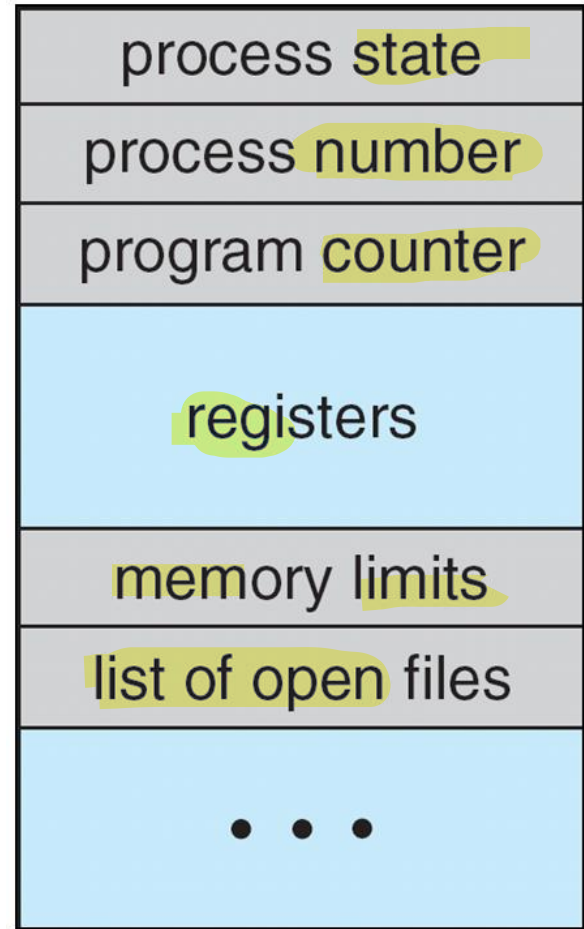 process state
process number
program counter
registers
memory limits
list of open files
• • •